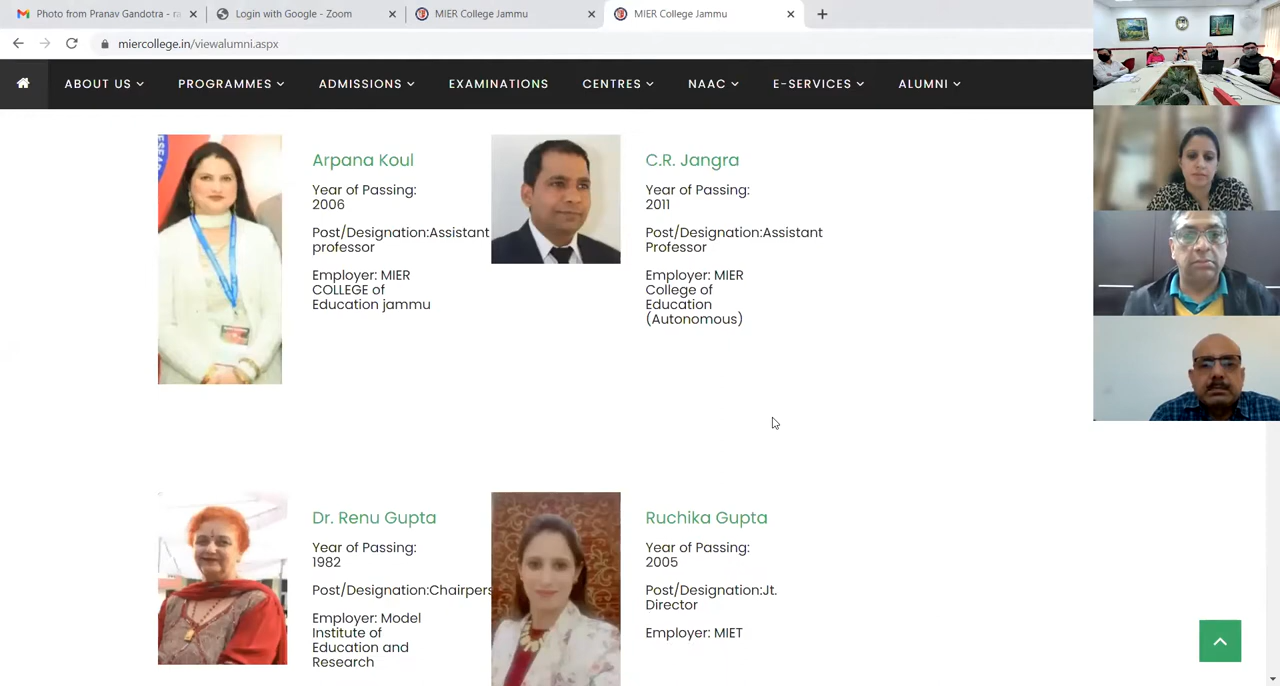 Photo from Pranav Gandotra - ra
Login with Google - Zoom
MIER College Jammu
MIER College Jammu
miercollege.in/viewalumni.aspx
ABOUT US
PROGRAMMES
ADMISSIONS
EXAMINATIONS
CENTRES
NAAC
E-SERVICES
ALUMNI
Arpana Koul
Year of Passing:
2006
Post/Designation:Assistant
professor
Employer: MIER
COLLEGE of
Education jammu
C.R. Jangra
Year of Passing:
2011
Post/Designation:Assistant
Professor
Employer: MIER
College of
Education
(Autonomous)
Dr. Renu Gupta
Year of Passing:
1982
Post/Designation:Chairpers
Employer: Model
Institute of
Education and
Research
Ruchika Gupta
Year of Passing:
2005
Post/Designation:Jt.
Director
Employer: MIET